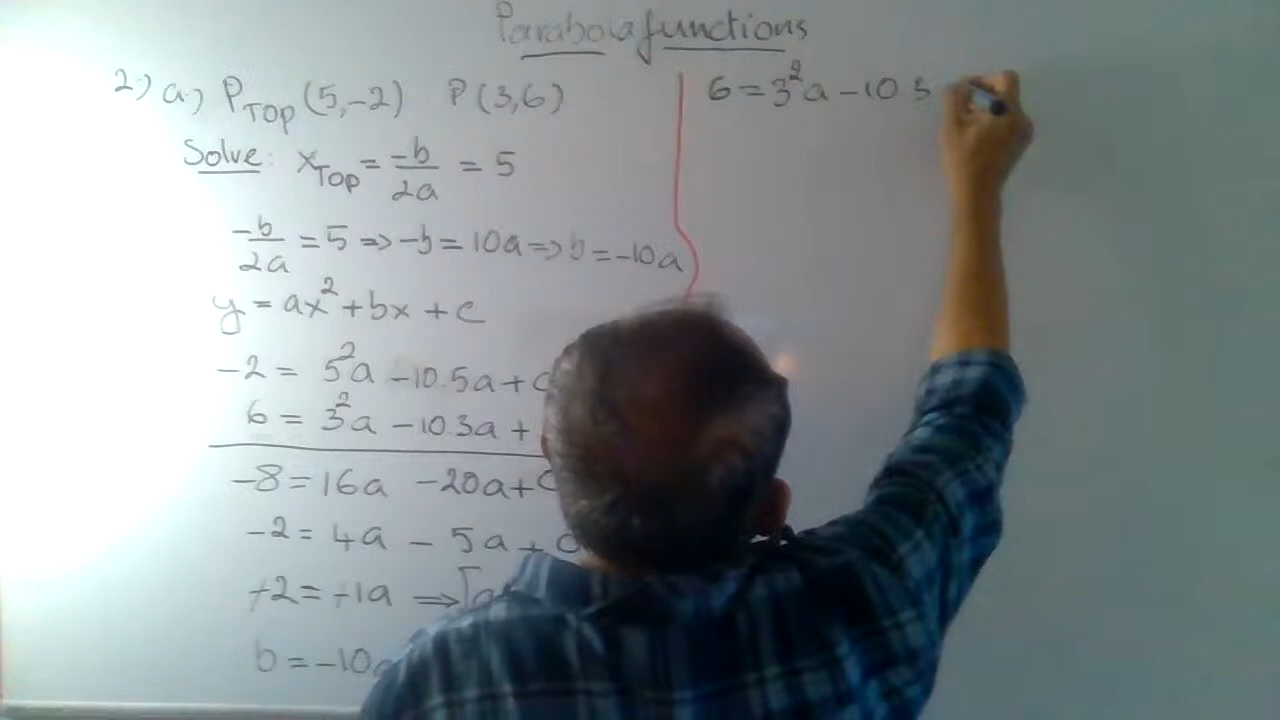 Parabola functions
2) a) P_TOP (5,-2) P(3,6)
Solve: x_TOP = -b/2a = 5
-b/2a = 5 => -b = 10a => b = -10a
y = ax² + bx + c
-2 = 5²a - 10.5a + c
6 = 3²a - 10.3a +
-8 = 16a - 20a + c
-2 = 4a - 5a + c
+2 = +1a => a
b = -10a
6 = 3²a - 10 3